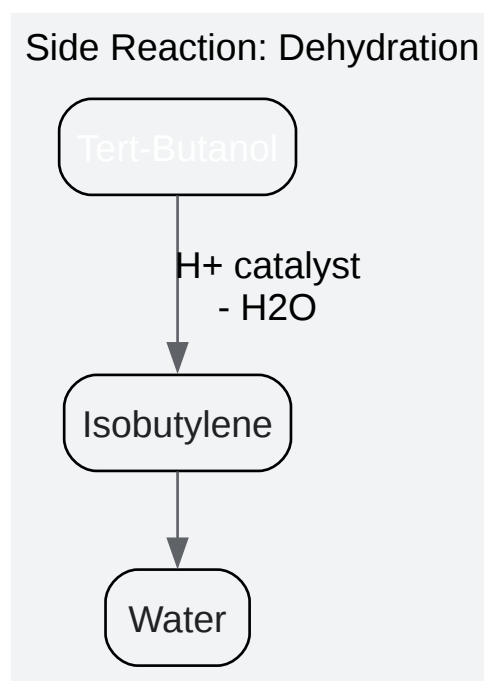 Side Reaction: Dehydration
Tert-Butanol
H+ catalyst
- H2O
Isobutylene
Water